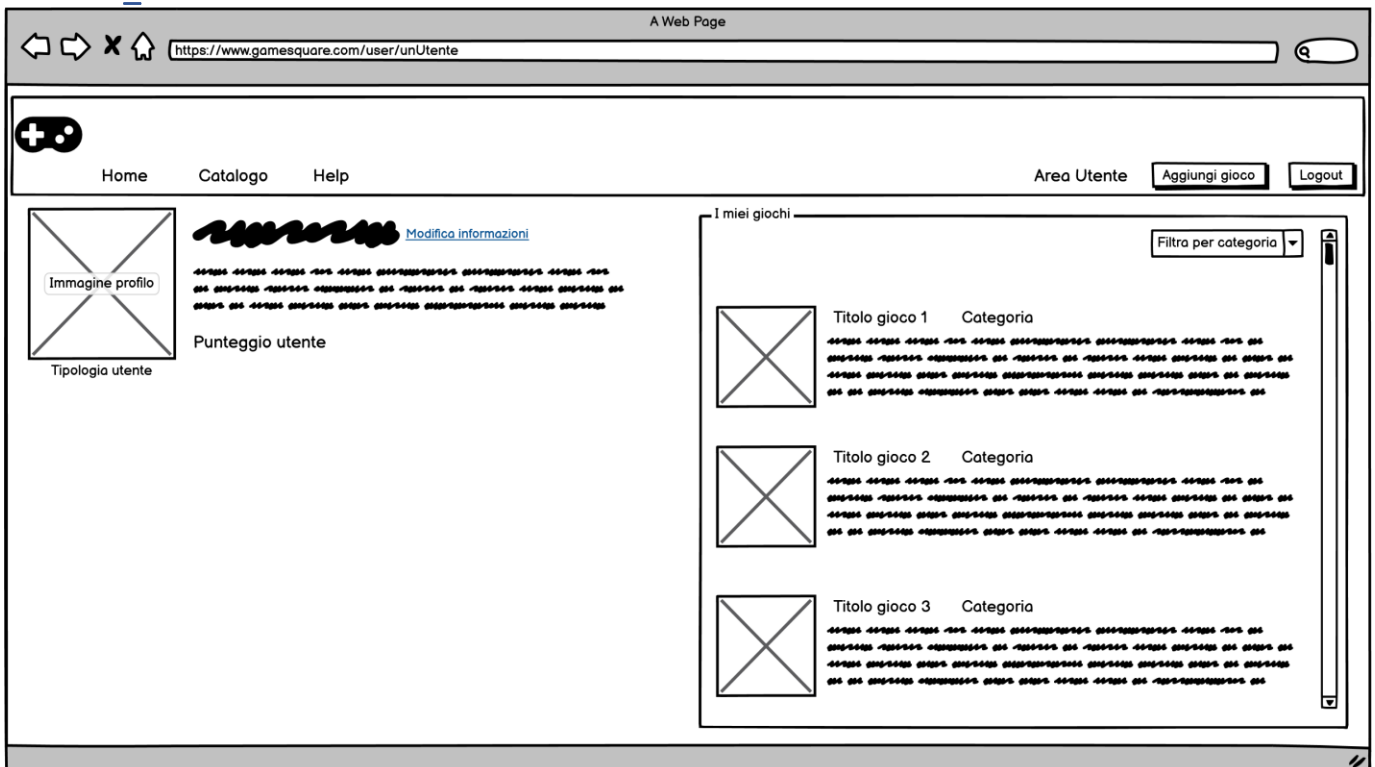 A Web Page
https://www.gamesquare.com/user/unUtente
Home Catalogo Help Area Utente Aggiungi gioco Logout
Immagine profilo
Tipologia utente
Modifica informazioni
Punteggio utente
I miei giochi
Filtra per categoria
Titolo gioco 1 Categoria
Titolo gioco 2 Categoria
Titolo gioco 3 Categoria